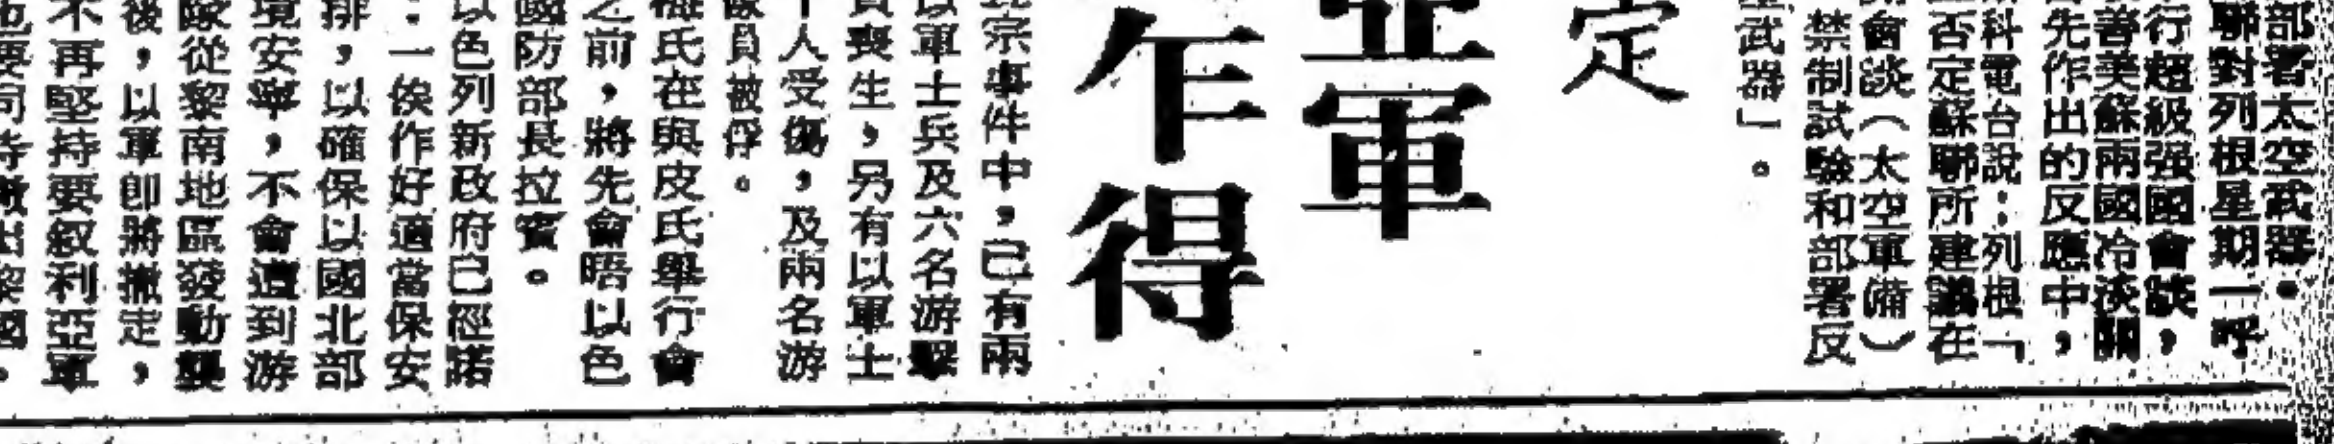 部署太空武器。
聯對列根星期一呼
行超級强國會談，
善美蘇兩國冷淡關
先作出的反應中，
科電台說：列根「
否定蘇聯所建議在
會談（太空軍備）
禁制試驗和部署反
武器」。
定
亞軍
乍得
宗事件中，已有兩
以軍士兵及六名游擊
員喪生，另有以軍士
十人受傷，及兩名游
員被俘。
氏在與皮氏舉行會
之前，將先會晤以色
國防部長拉賓。
以色列新政府已經諾
：一俟作好適當保安
排，以確保以國北部
境安寧，不會遭到游
隊從黎南地區發動襲
後，以軍卽將撤走，
不再堅持要叙利亞軍
也要同時撤出黎國。